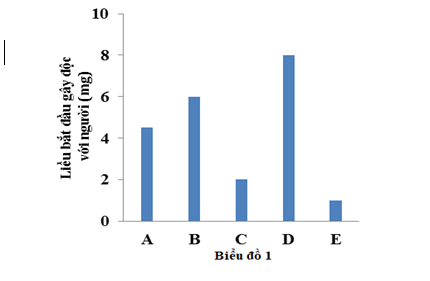 Liều bắt đầu gây độc
với người (mg)
10
8
6
4
2
0
A B C D E
Biểu đồ 1